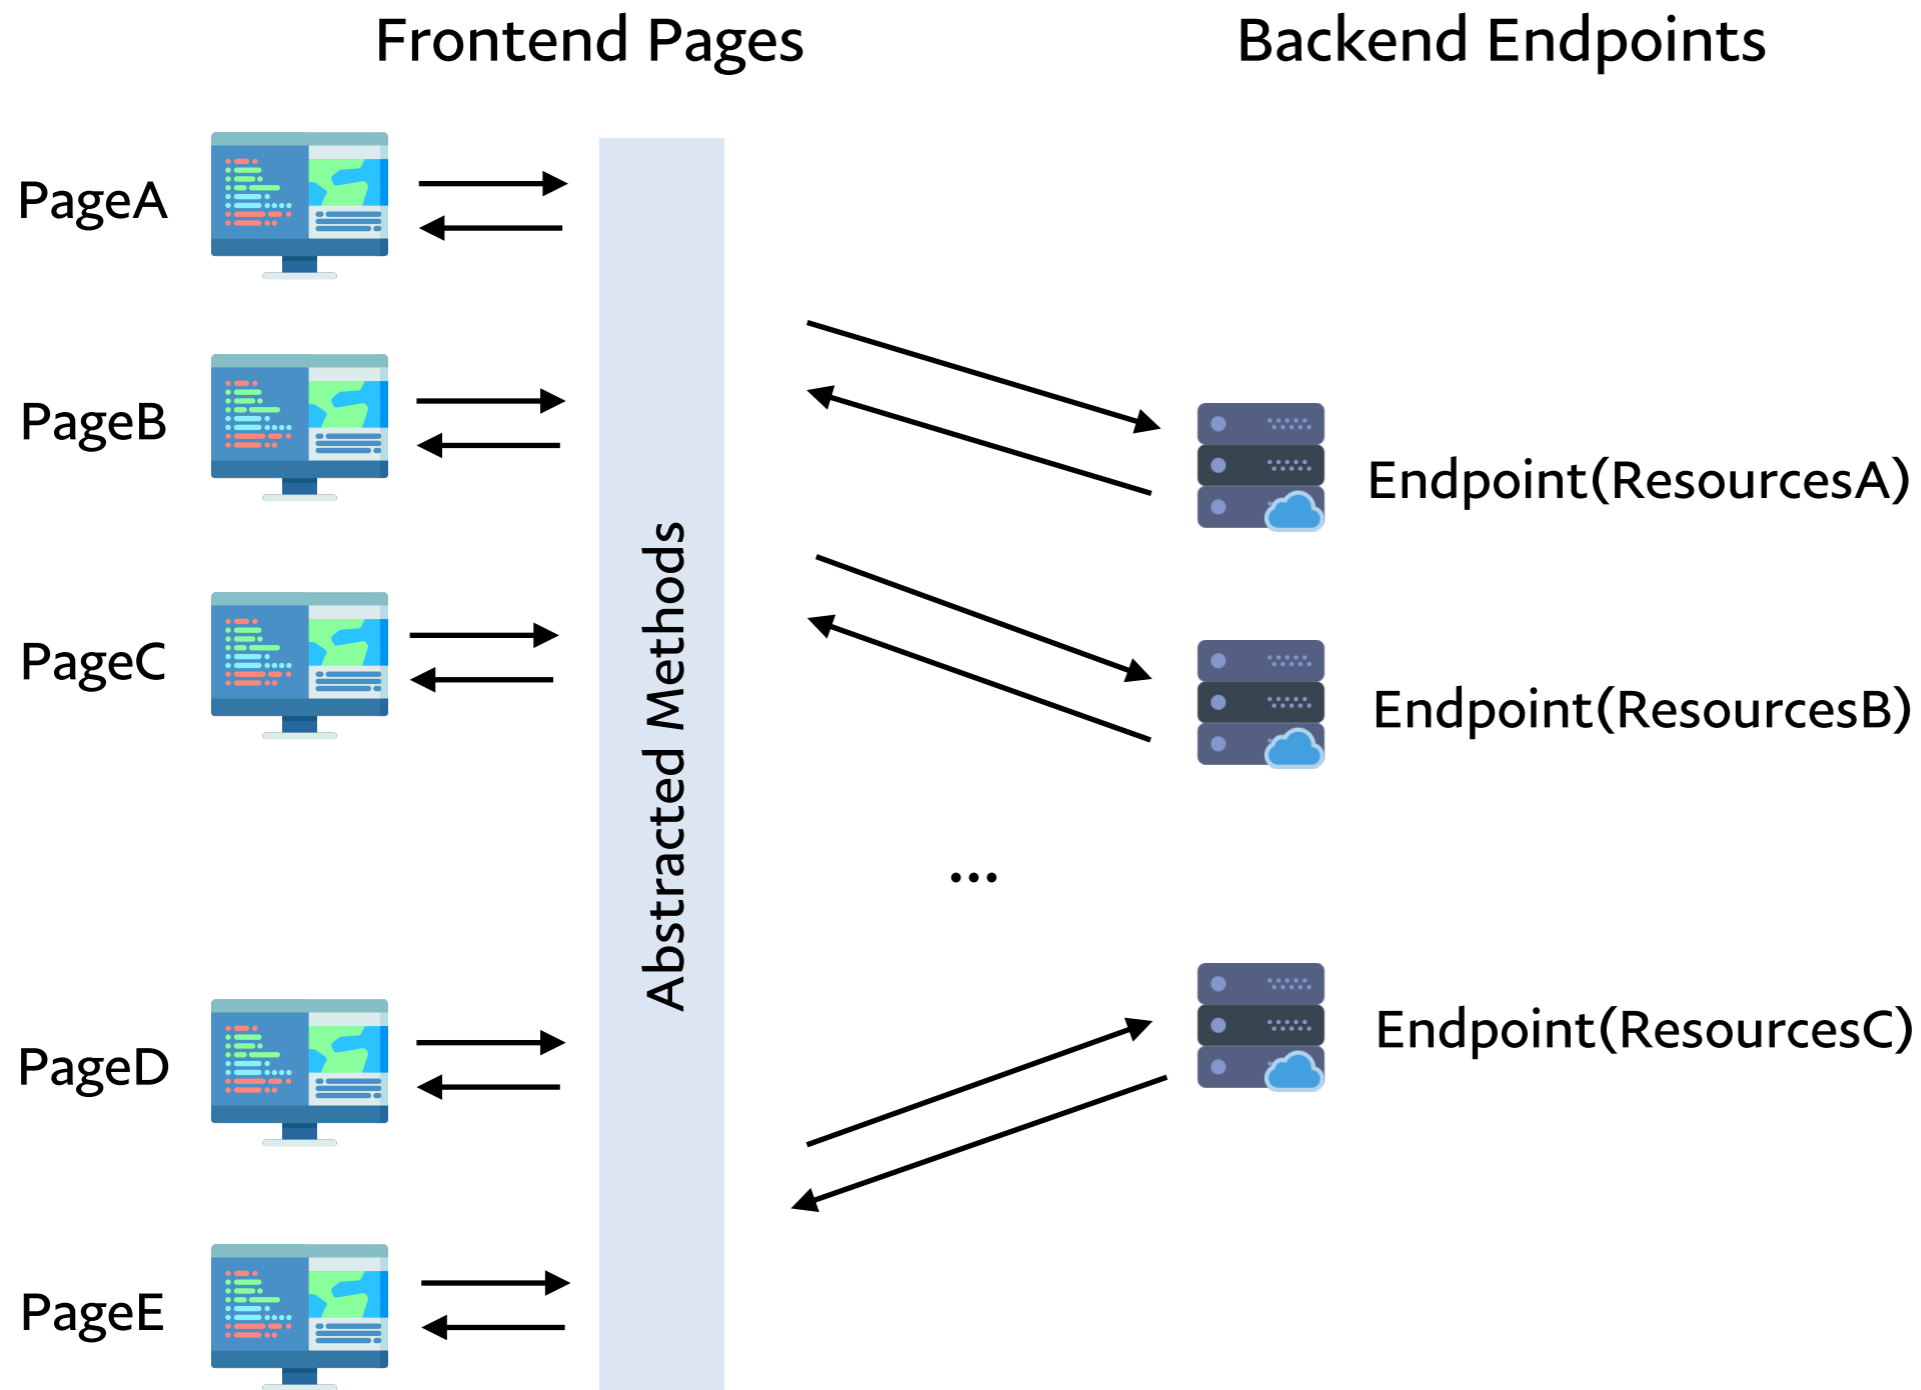 Frontend Pages
Backend Endpoints
PageA
PageB
PageC
PageD
PageE
Abstracted Methods
Endpoint(ResourcesA)
Endpoint(ResourcesB)
...
Endpoint(ResourcesC)